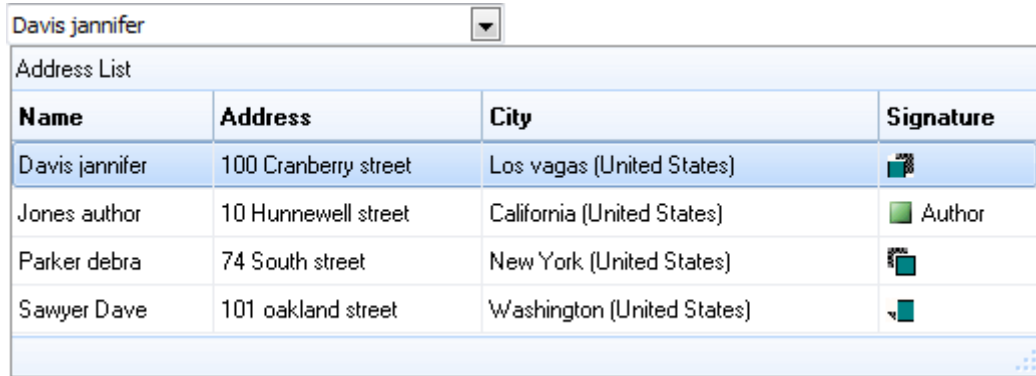 Davis jannifer
Address List
Name Address City Signature
Davis jannifer 100 Cranberry street Los vagas (United States)
Jones author 10 Hunnewell street California (United States) Author
Parker debra 74 South street New York (United States)
Sawyer Dave 101 oakland street Washington (United States)